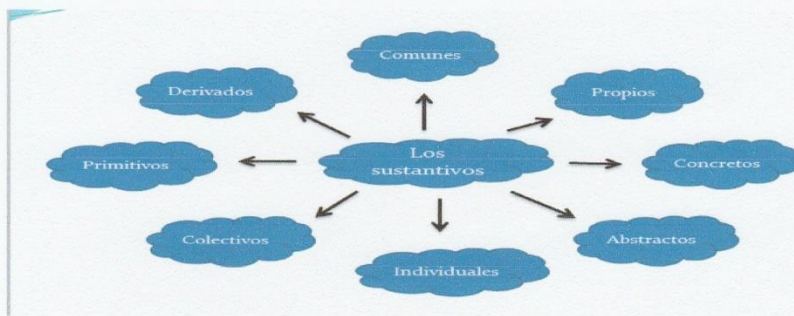 Comunes
Derivados
Propios
Los
sustantivos
Primitivos
Concretos
Colectivos
Abstractos
Individuales